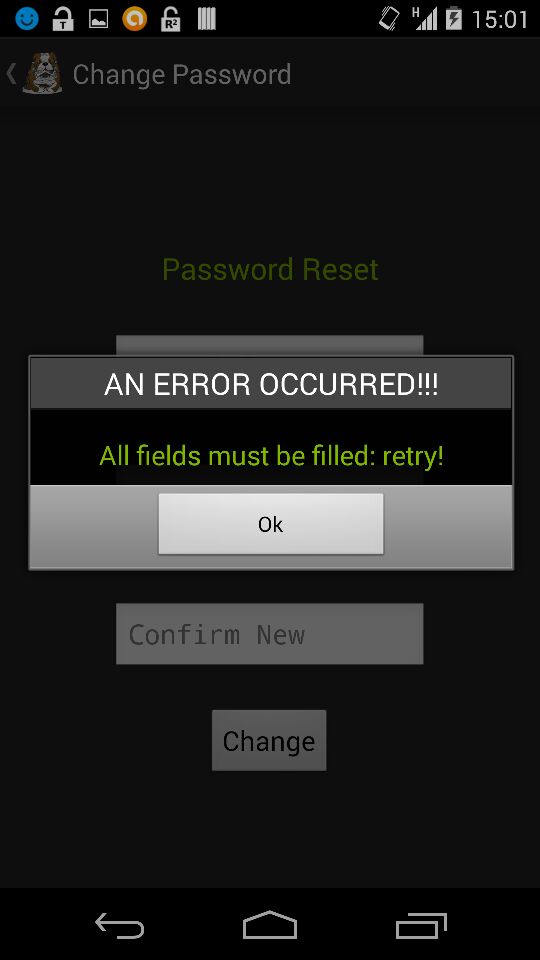 T R² H 15:01
Change Password
Password Reset
AN ERROR OCCURRED!!!
All fields must be filled: retry!
Ok
Confirm New
Change